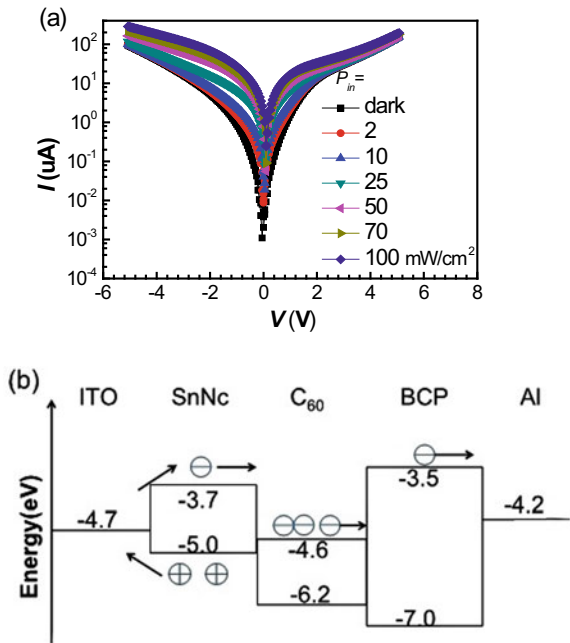 (a)
10²
10¹
10⁰
10⁻¹
10⁻²
10⁻³
10⁻⁴
I (uA)
P_in=
dark
2
10
25
50
70
100 mW/cm²
-6 -4 -2 0 2 4 6 8
V (V)
(b)
ITO SnNc C₆₀ BCP Al
Energy(eV)
-3.5
-3.7
-4.2
-4.7
-5.0 -4.6
-6.2
-7.0